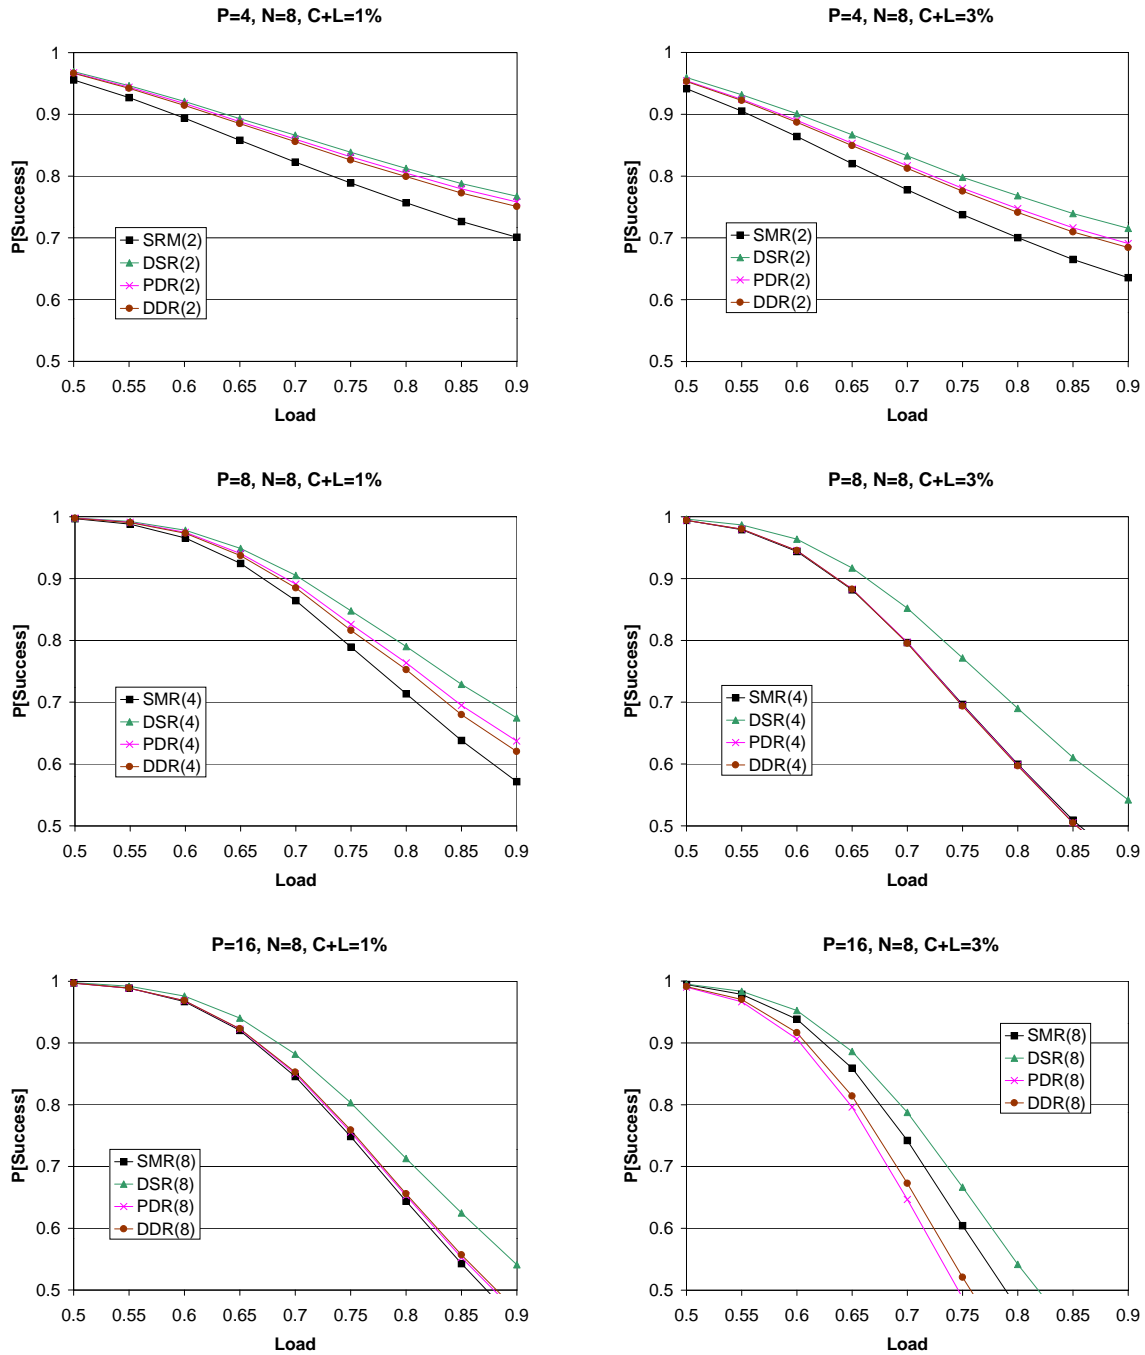 P=4, N=8, C+L=1%
1
0.9
0.8
0.7
0.6
0.5
P[Success]
SRM(2)
DSR(2)
PDR(2)
DDR(2)
0.5 0.55 0.6 0.65 0.7 0.75 0.8 0.85 0.9
Load
P=4, N=8, C+L=3%
1
0.9
0.8
0.7
0.6
0.5
P[Success]
SMR(2)
DSR(2)
PDR(2)
DDR(2)
0.5 0.55 0.6 0.65 0.7 0.75 0.8 0.85 0.9
Load
P=8, N=8, C+L=1%
1
0.9
0.8
0.7
0.6
0.5
P[Success]
SMR(4)
DSR(4)
PDR(4)
DDR(4)
0.5 0.55 0.6 0.65 0.7 0.75 0.8 0.85 0.9
Load
P=8, N=8, C+L=3%
1
0.9
0.8
0.7
0.6
0.5
P[Success]
SMR(4)
DSR(4)
PDR(4)
DDR(4)
0.5 0.55 0.6 0.65 0.7 0.75 0.8 0.85 0.9
Load
P=16, N=8, C+L=1%
1
0.9
0.8
0.7
0.6
0.5
P[Success]
SMR(8)
DSR(8)
PDR(8)
DDR(8)
0.5 0.55 0.6 0.65 0.7 0.75 0.8 0.85 0.9
Load
P=16, N=8, C+L=3%
1
0.9
0.8
0.7
0.6
0.5
P[Success]
SMR(8)
DSR(8)
PDR(8)
DDR(8)
0.5 0.55 0.6 0.65 0.7 0.75 0.8 0.85 0.9
Load